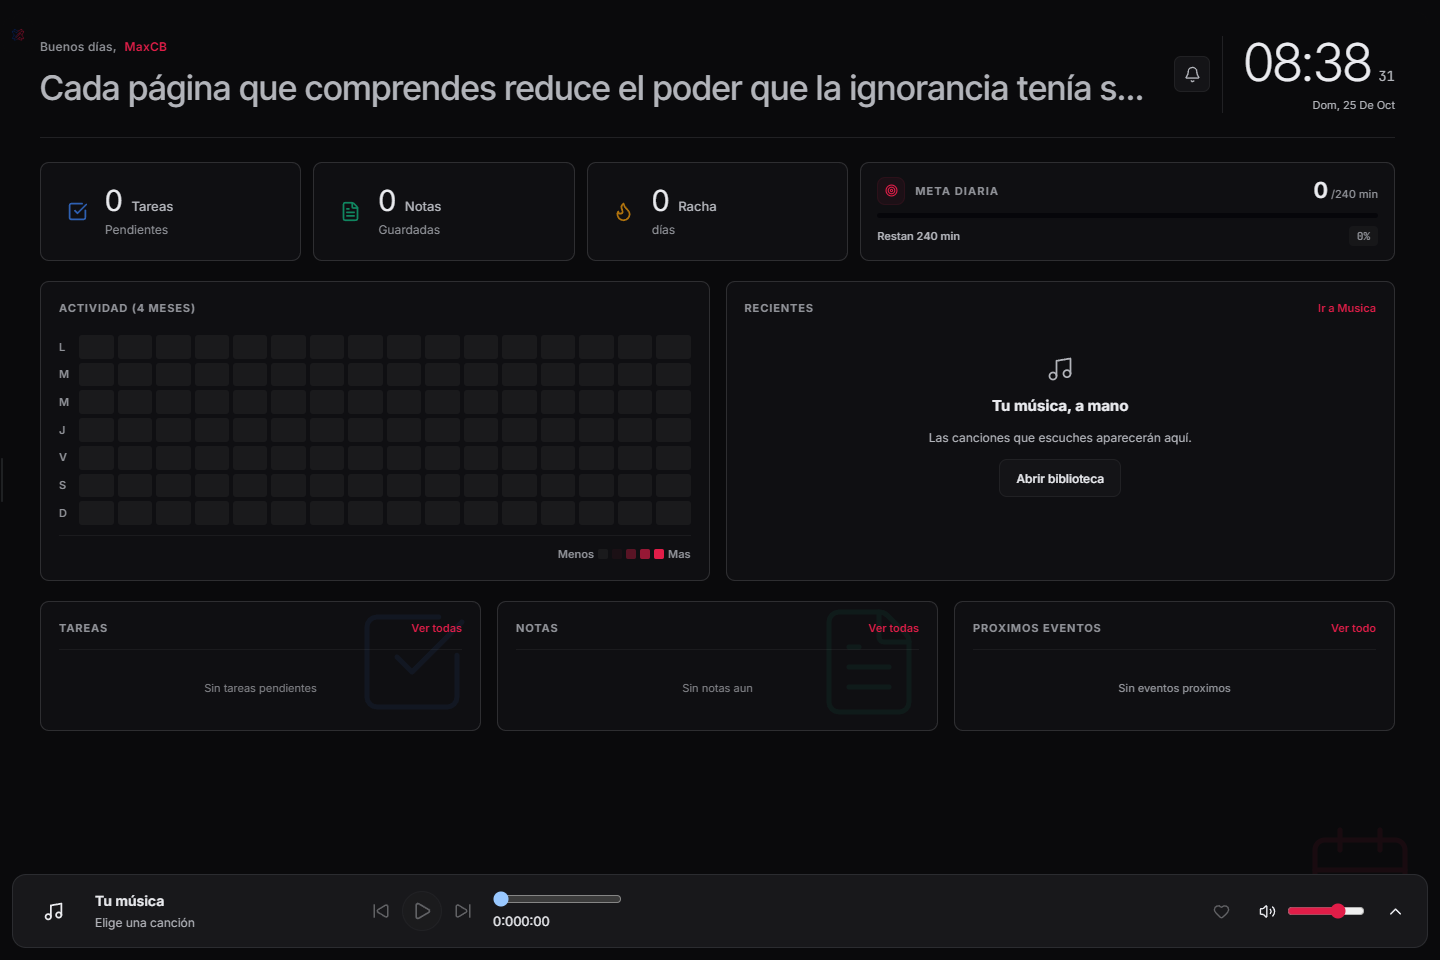 Buenos días, MaxCB
Cada página que comprendes reduce el poder que la ignorancia tenía s...
08:38 31
Dom, 25 De Oct
0 Tareas
Pendientes
0 Notas
Guardadas
0 Racha
días
META DIARIA
0 /240 min
Restan 240 min
0%
ACTIVIDAD (4 MESES)
L
M
M
J
V
S
D
Menos
Mas
RECIENTES
Ir a Musica
Tu música, a mano
Las canciones que escuches aparecerán aquí.
Abrir biblioteca
TAREAS
Ver todas
Sin tareas pendientes
NOTAS
Ver todas
Sin notas aun
PROXIMOS EVENTOS
Ver todo
Sin eventos proximos
Tu música
Elige una canción
0:000:00